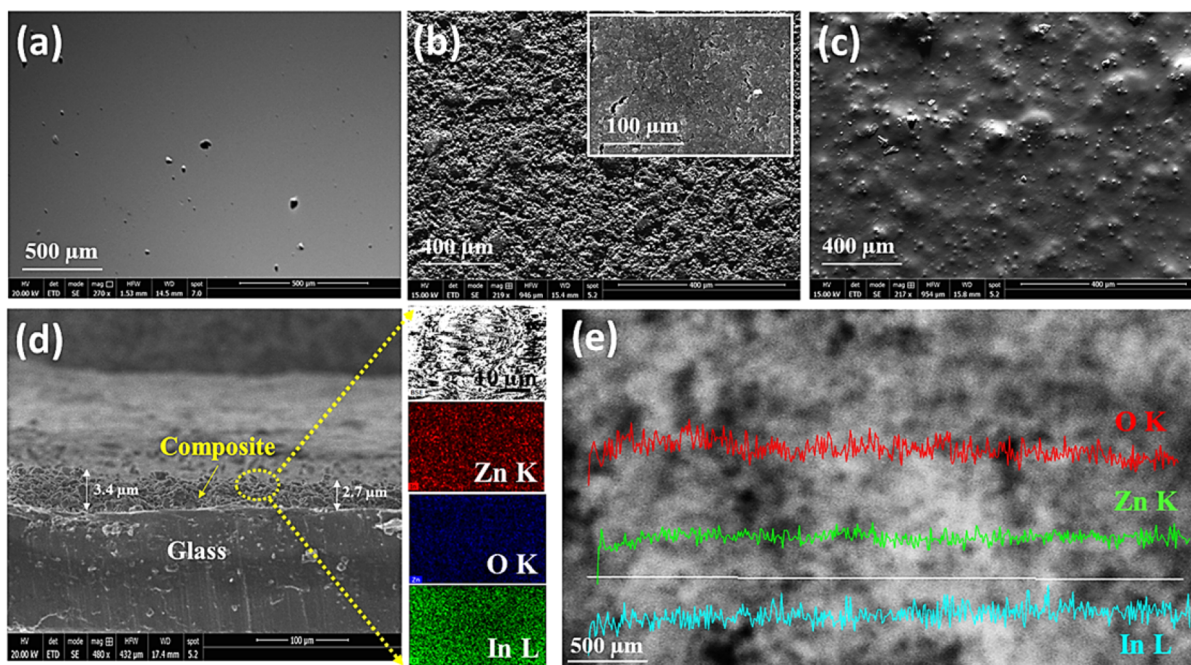 (a)
500 µm
HV det mode mag HFW WD spot
20.00 kV ETD SE 270 x 1.53 mm 14.5 mm 7.0
500 µm
(b)
100 µm
400 µm
HV det mode mag HFW WD spot
15.00 kV ETD SE 219 x 946 µm 15.4 mm 5.2
400 µm
(c)
400 µm
HV det mode mag HFW WD spot
15.00 kV ETD SE 217 x 954 µm 15.8 mm 5.2
400 µm
(d)
Composite
3.4 µm
2.7 µm
Glass
HV det mode mag HFW WD spot
20.00 kV ETD SE 480 x 432 µm 17.4 mm 5.2
100 µm
10 µm
BSE
Zn K
O K
Zn
In L
(e)
O K
Zn K
In L
500 µm